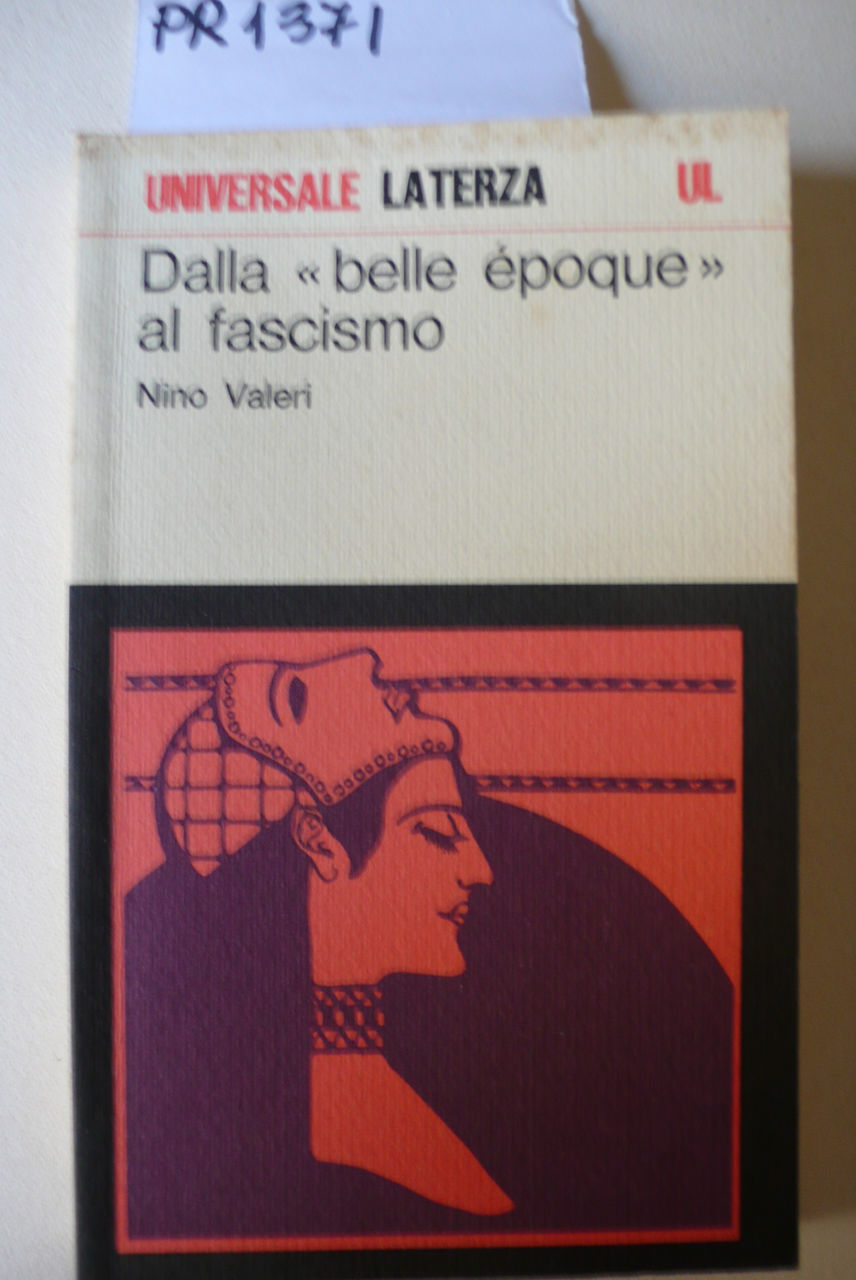 PR1371
UNIVERSALE LATERZA UL
Dalla « belle époque »
al fascismo
Nino Valeri